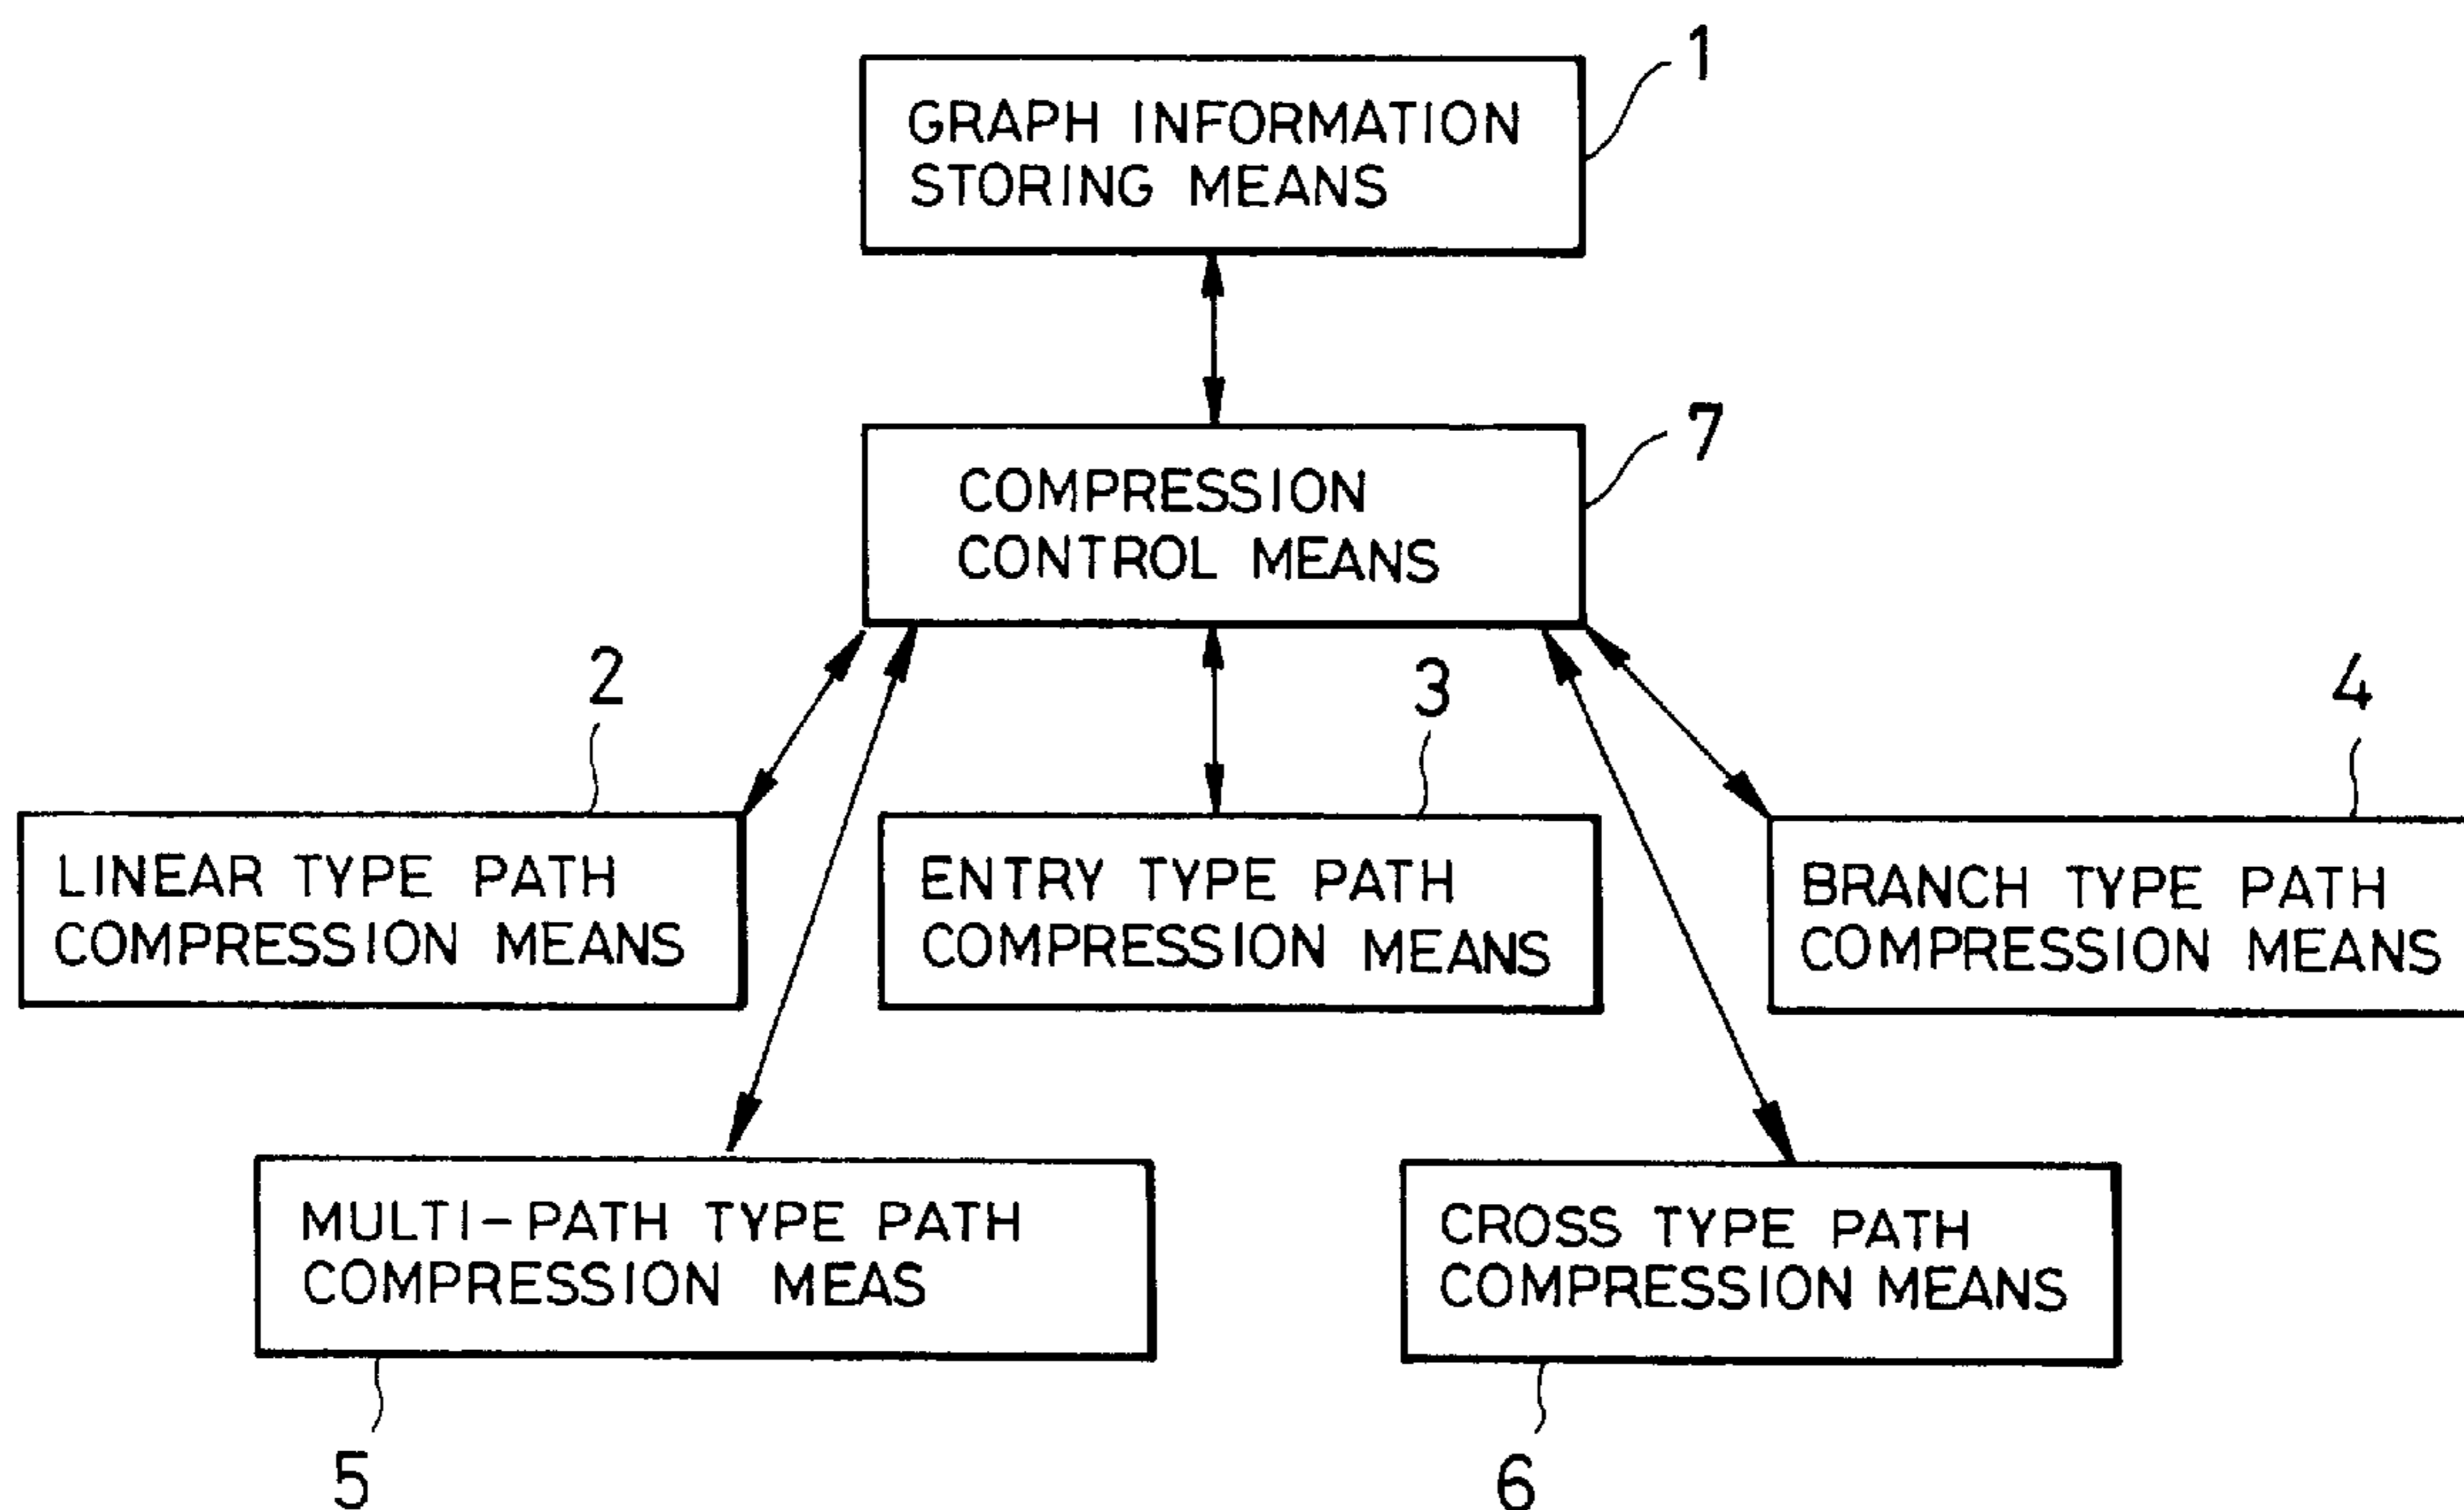 1
GRAPH INFORMATION
STORING MEANS
7
COMPRESSION
CONTROL MEANS
2
3
4
LINEAR TYPE PATH
COMPRESSION MEANS
ENTRY TYPE PATH
COMPRESSION MEANS
BRANCH TYPE PATH
COMPRESSION MEANS
MULTI-PATH TYPE PATH
COMPRESSION MEAS
CROSS TYPE PATH
COMPRESSION MEANS
5
6